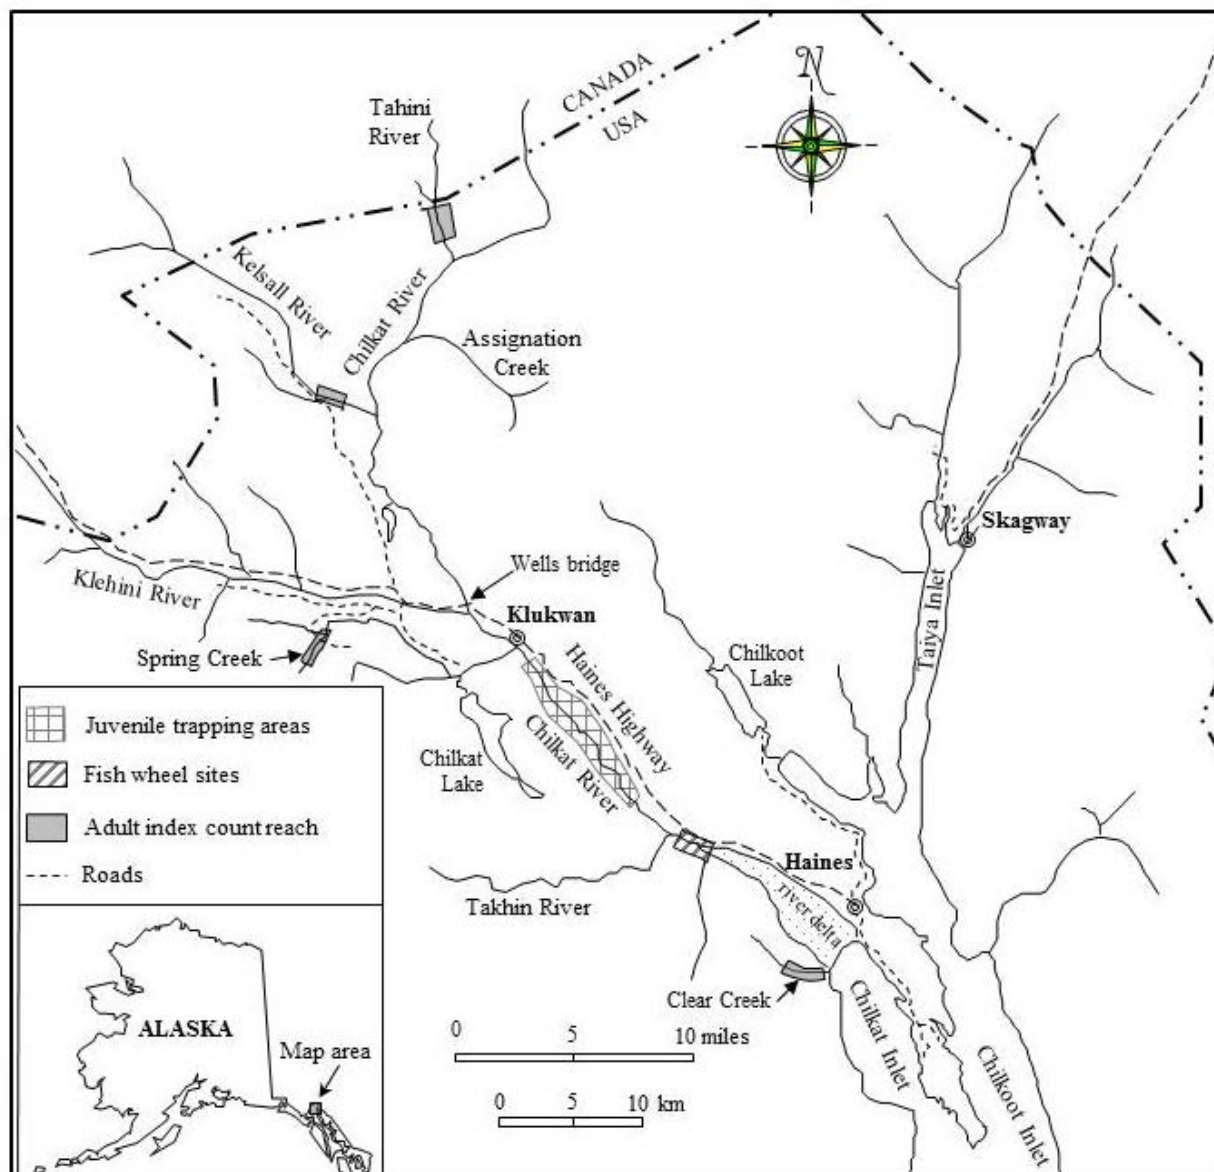 N
CANADA
USA
Tahini
River
Kelsall River
Chilkat River
Assignation
Creek
Skagway
Klehini River
Wells bridge
Klukwan
Taiya Inlet
Spring Creek
Haines Highway
Chilkoot
Lake
Chilkat River
Chilkat
Lake
Juvenile trapping areas
Fish wheel sites
Adult index count reach
Roads
Haines
river delta
Takhin River
Clear Creek
Chilkat Inlet
Chilkoot Inlet
0 5 10 miles
0 5 10 km
ALASKA
Map area